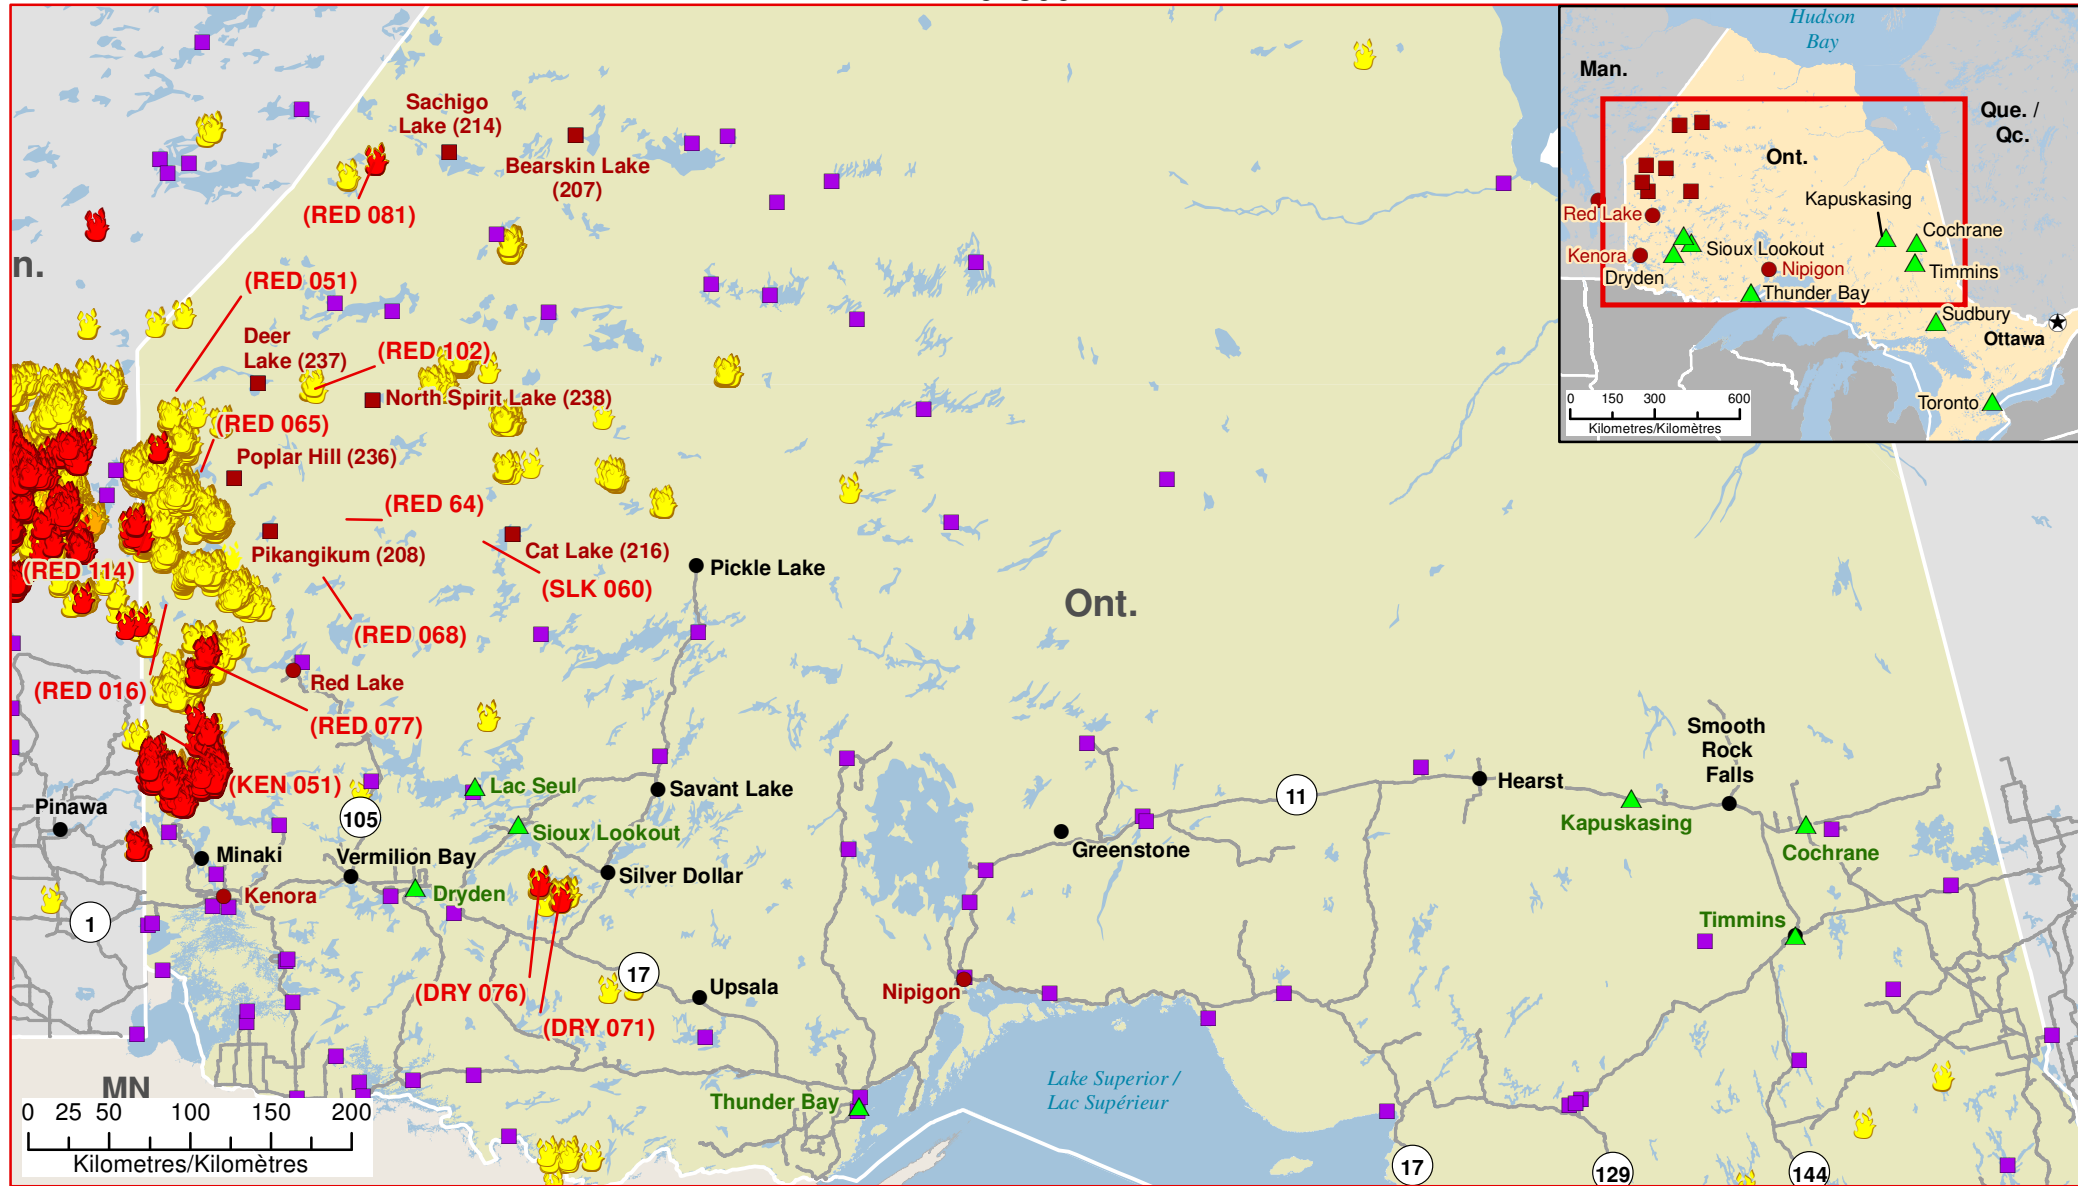 Hudson
Bay
Man.
Que. /
Qc.
Ont.
Kapuskasing
Red Lake
Cochrane
Sioux Lookout
Kenora
Nipigon
Timmins
Dryden
Thunder Bay
Sudbury
Ottawa
Toronto
0 150 300 600
Kilometres/Kilomètres
Sachigo
Lake (214)
Bearskin Lake
(207)
(RED 081)
n.
(RED 051)
Deer
Lake (237)
(RED 102)
North Spirit Lake (238)
(RED 065)
Poplar Hill (236)
(RED 64)
Pikangikum (208)
Cat Lake (216)
Pickle Lake
(RED 114)
(SLK 060)
Ont.
(RED 068)
Red Lake
(RED 016)
(RED 077)
Smooth
Rock
Falls
(KEN 051)
Lac Seul
Savant Lake
11
Hearst
Pinawa
105
Sioux Lookout
Kapuskasing
Minaki
Vermilion Bay
Greenstone
Cochrane
Silver Dollar
Kenora
Dryden
1
Timmins
17
(DRY 076)
Upsala
Nipigon
(DRY 071)
MN
Lake Superior /
Lac Supérieur
Thunder Bay
0 25 50 100 150 200
Kilometres/Kilomètres
17
129
144